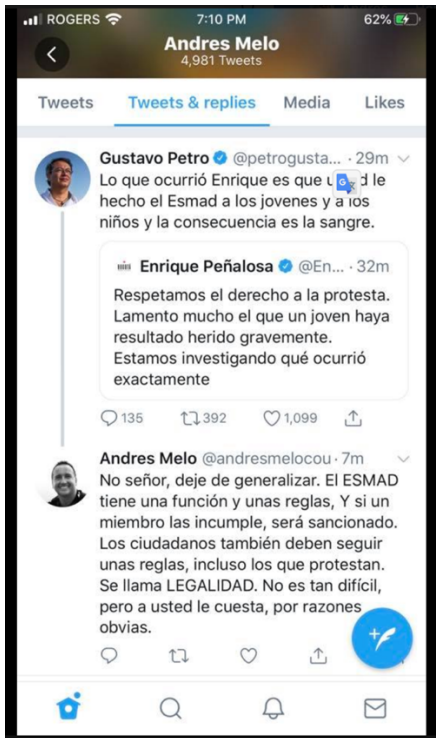 ROGERS 7:10 PM 62%
Andres Melo
4,981 Tweets
Tweets Tweets & replies Media Likes
Gustavo Petro @petrogusta... · 29m
Lo que ocurrió Enrique es que le
hecho el Esmad a los jovenes y a los
niños y la consecuencia es la sangre.
Enrique Peñalosa @En... · 32m
Respetamos el derecho a la protesta.
Lamento mucho el que un joven haya
resultado herido gravemente.
Estamos investigando qué ocurrió
exactamente
135 392 1,099
Andres Melo @andresmelocou · 7m
No señor, deje de generalizar. El ESMAD
tiene una función y unas reglas, Y si un
miembro las incumple, será sancionado.
Los ciudadanos también deben seguir
unas reglas, incluso los que protestan.
Se llama LEGALIDAD. No es tan difícil,
pero a usted le cuesta, por razones
obvias.